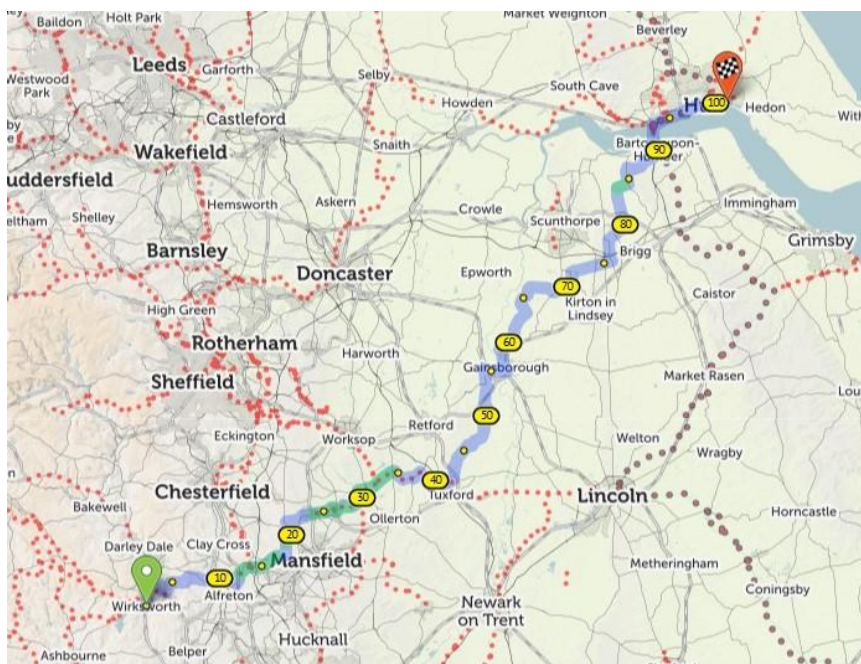 Baildon
Holt Park
Market Weighton
Beverley
Leeds
Garforth
Selby
South Cave
Howden
Hedon
100
Westwood
Park
Castleford
Snaith
90
Wakefield
Hemsworth
Askern
Crowle
Scunthorpe
80
Immingham
Shelley
Barnsley
Brigg
Grimsby
Doncaster
Epworth
70
Kirton in
Lindsey
Caistor
High Green
Rotherham
60
Harworth
Gainsborough
Market Rasen
Sheffield
50
Retford
Eckington
Worksop
Welton
Wragby
40
Tuxford
Chesterfield
30
Lincoln
Bakewell
Ollerton
Horncastle
20
Darley Dale
Clay Cross
Mansfield
Metheringham
10
Alfreton
Wirksworth
Coningsby
Newark
on Trent
Hucknall
Belper
Ashbourne